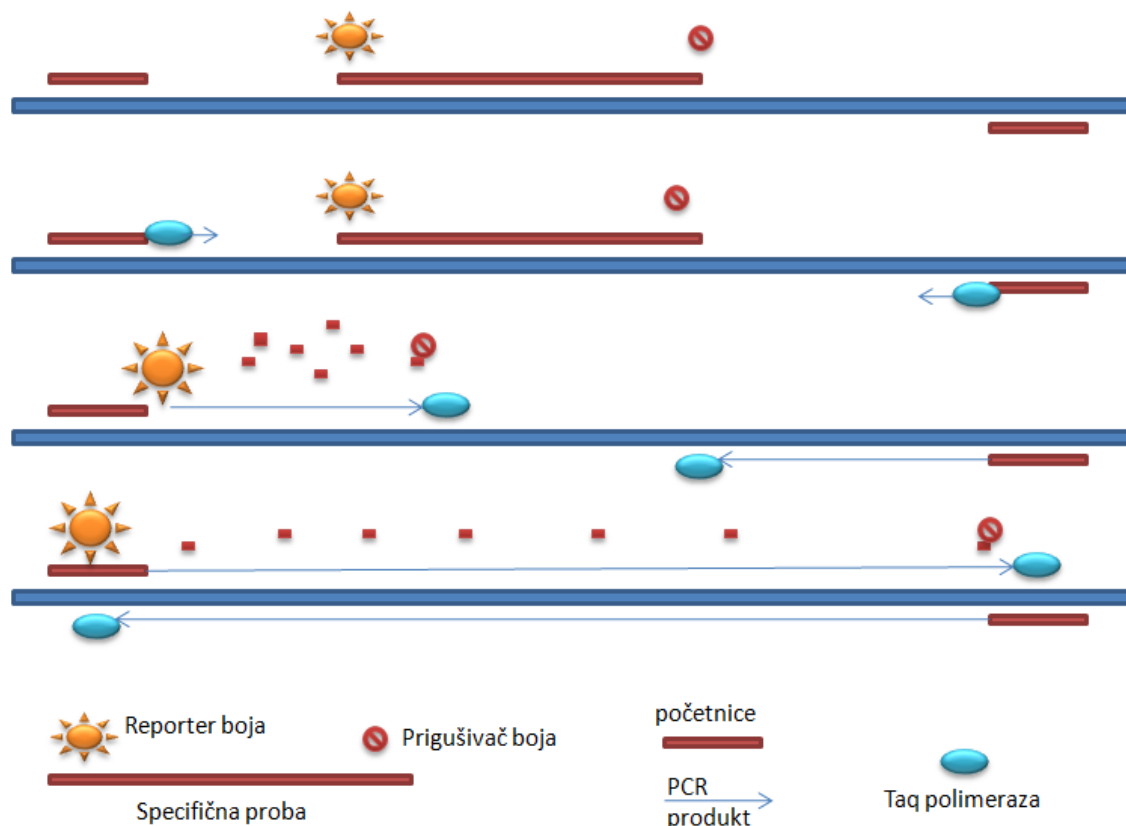 Reporter boja
Prigušivač boja
početnice
Specifična proba
PCR
produkt
Taq polimeraza